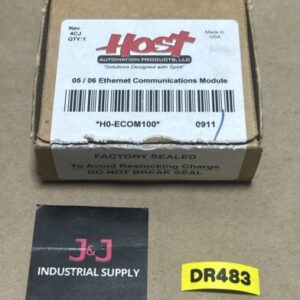 Rev
4CJ
QTY:1
Made in
USA
Host
AUTOMATION PRODUCTS, LLC
"Solutions Designed with Spirit"
05 / 06 Ethernet Communications Module
*H0-ECOM100*
0911
FACTORY SEALED
To Avoid Restocking Charge
DO NOT BREAK SEAL
J&J
INDUSTRIAL SUPPLY
DR483